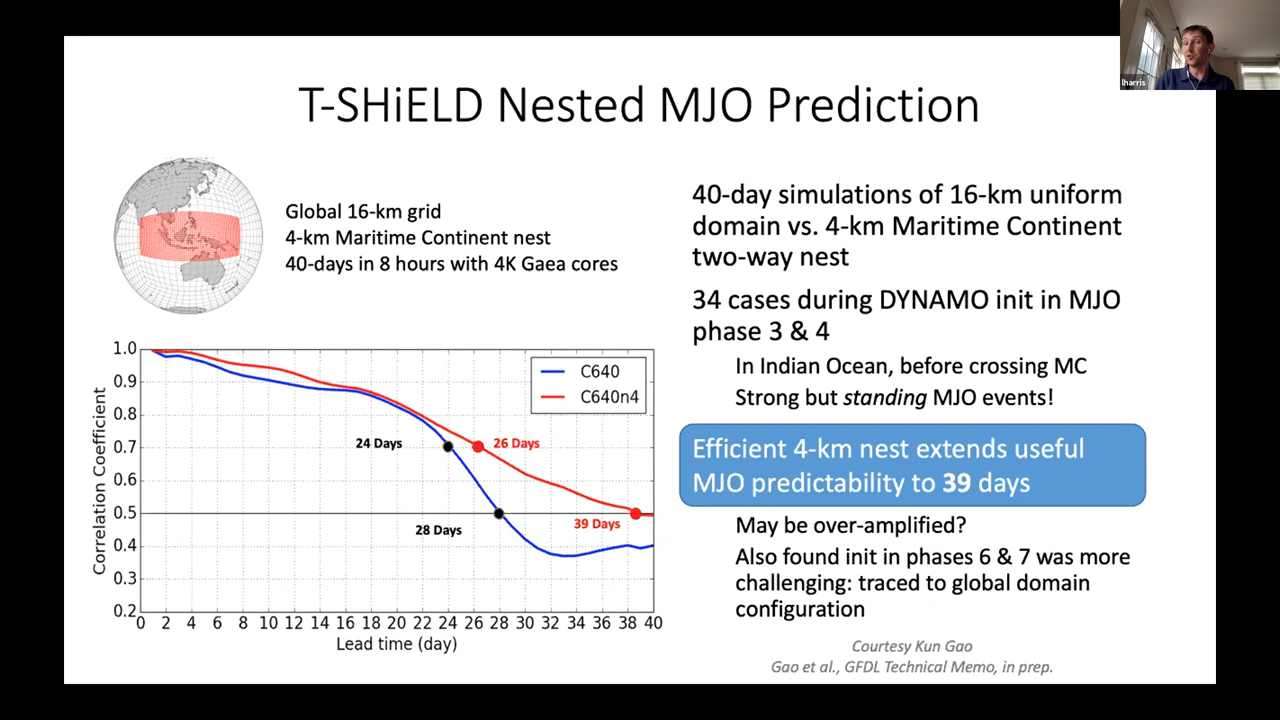 lharris
T-SHiELD Nested MJO Prediction
Global 16-km grid
4-km Maritime Continent nest
40-days in 8 hours with 4K Gaea cores
1.0
0.9
0.8
0.7
0.6
0.5
0.4
0.3
0.2
Correlation Coefficient
C640
C640n4
24 Days
26 Days
28 Days
39 Days
0 2 4 6 8 10 12 14 16 18 20 22 24 26 28 30 32 34 36 38 40
Lead time (day)
40-day simulations of 16-km uniform
domain vs. 4-km Maritime Continent
two-way nest
34 cases during DYNAMO init in MJO
phase 3 & 4
In Indian Ocean, before crossing MC
Strong but standing MJO events!
Efficient 4-km nest extends useful
MJO predictability to 39 days
May be over-amplified?
Also found init in phases 6 & 7 was more
challenging: traced to global domain
configuration
Courtesy Kun Gao
Gao et al., GFDL Technical Memo, in prep.